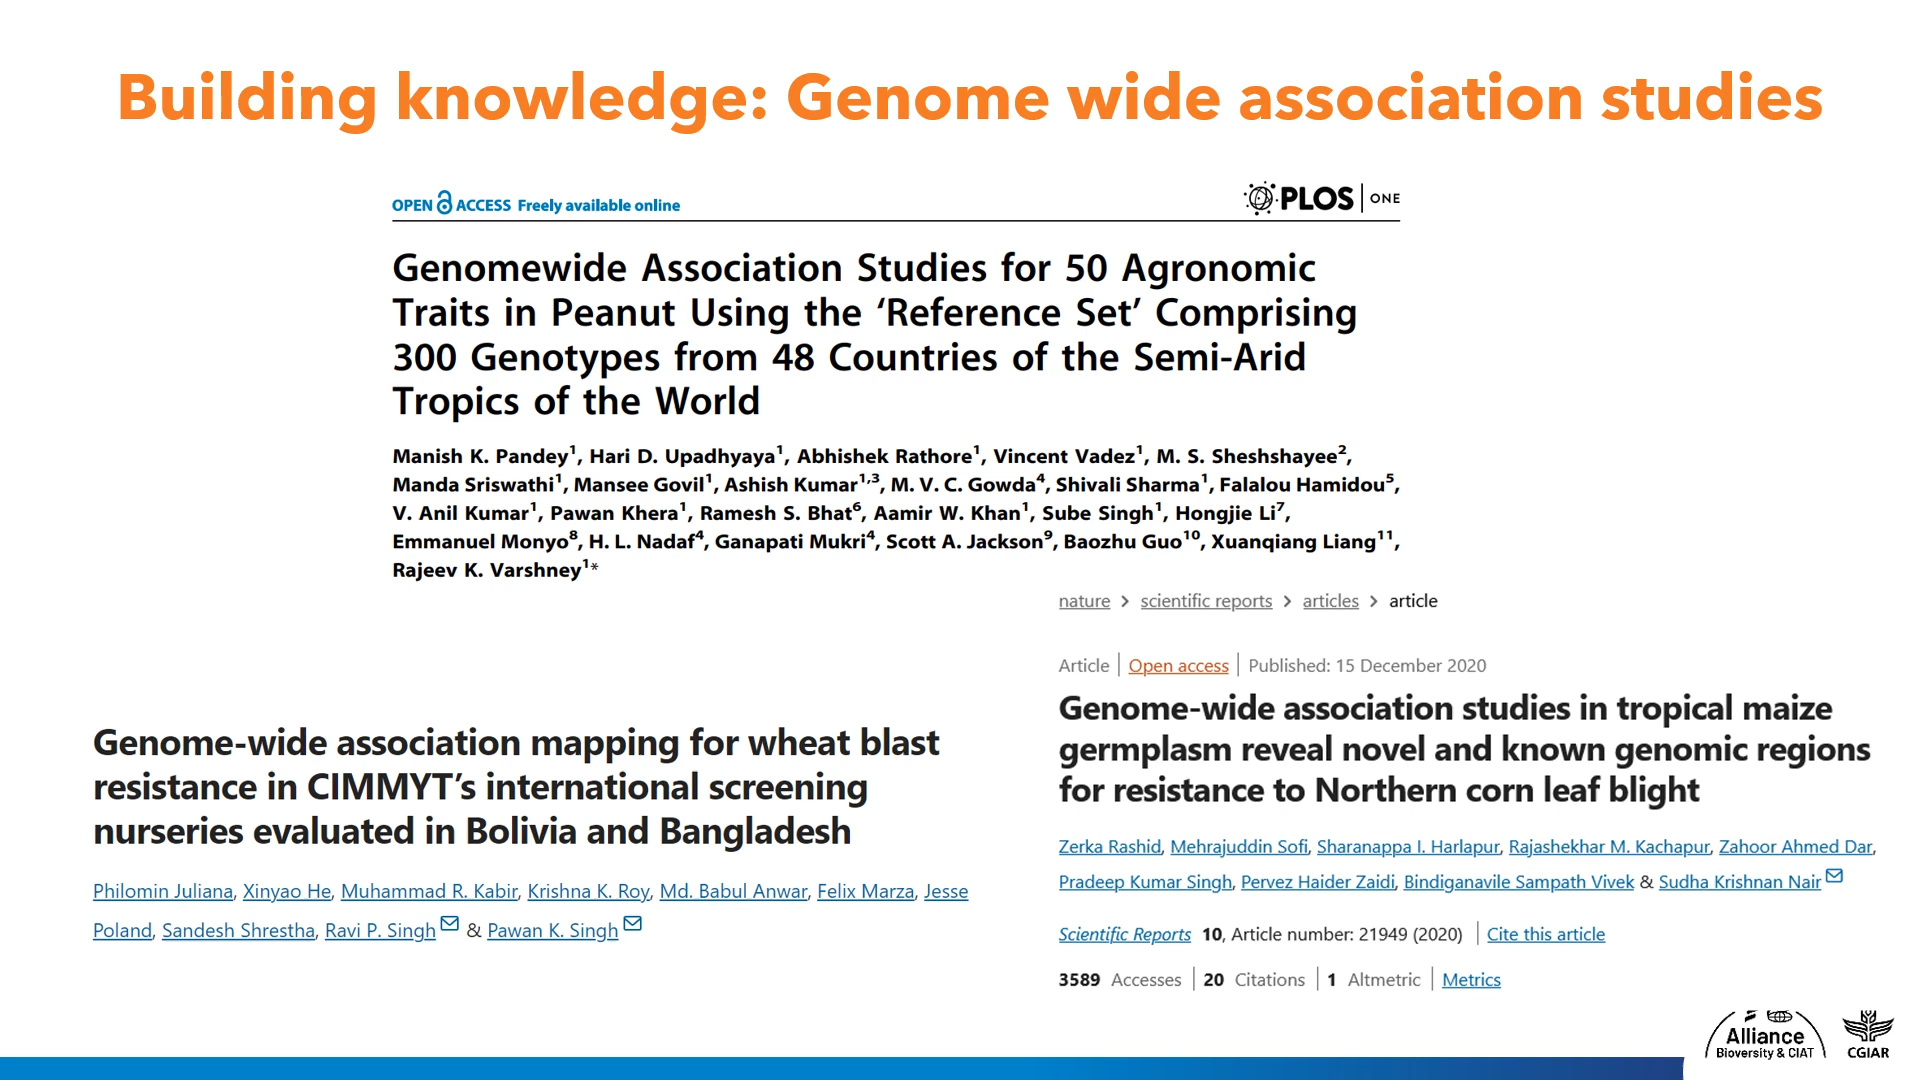 Building knowledge: Genome wide association studies
OPEN ACCESS Freely available online
PLOS | ONE
Genomewide Association Studies for 50 Agronomic
Traits in Peanut Using the ‘Reference Set’ Comprising
300 Genotypes from 48 Countries of the Semi-Arid
Tropics of the World
Manish K. Pandey1, Hari D. Upadhyaya1, Abhishek Rathore1, Vincent Vadez1, M. S. Sheshshayee2,
Manda Sriswathi1, Mansee Govil1, Ashish Kumar1,3, M. V. C. Gowda4, Shivali Sharma1, Falalou Hamidou5,
V. Anil Kumar1, Pawan Khera1, Ramesh S. Bhat6, Aamir W. Khan1, Sube Singh1, Hongjie Li7,
Emmanuel Monyo8, H. L. Nadaf4, Ganapati Mukri4, Scott A. Jackson9, Baozhu Guo10, Xuanqiang Liang11,
Rajeev K. Varshney1*
nature > scientific reports > articles > article
Article | Open access | Published: 15 December 2020
Genome-wide association studies in tropical maize
germplasm reveal novel and known genomic regions
for resistance to Northern corn leaf blight
Zerka Rashid, Mehrajuddin Sofi, Sharanappa I. Harlapur, Rajashekhar M. Kachapur, Zahoor Ahmed Dar,
Pradeep Kumar Singh, Pervez Haider Zaidi, Bindiganavile Sampath Vivek & Sudha Krishnan Nair
Scientific Reports 10, Article number: 21949 (2020) | Cite this article
3589 Accesses | 20 Citations | 1 Altmetric | Metrics
Genome-wide association mapping for wheat blast
resistance in CIMMYT’s international screening
nurseries evaluated in Bolivia and Bangladesh
Philomin Juliana, Xinyao He, Muhammad R. Kabir, Krishna K. Roy, Md. Babul Anwar, Felix Marza, Jesse
Poland, Sandesh Shrestha, Ravi P. Singh & Pawan K. Singh
Alliance
Bioversity & CIAT
CGIAR